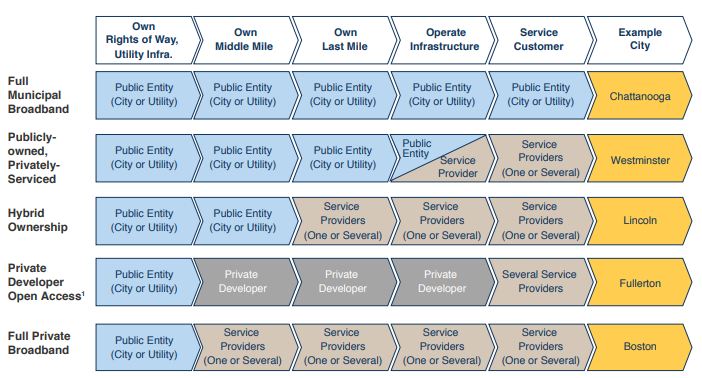 Own
Rights of Way,
Utility Infra.
Own
Middle Mile
Own
Last Mile
Operate
Infrastructure
Service
Customer
Example
City
Full
Municipal
Broadband
Public Entity
(City or Utility)
Public Entity
(City or Utility)
Public Entity
(City or Utility)
Public Entity
(City or Utility)
Public Entity
(City or Utility)
Chattanooga
Publicly-
owned,
Privately-
Serviced
Public Entity
(City or Utility)
Public Entity
(City or Utility)
Public Entity
(City or Utility)
Public
Entity
Service
Provider
Service
Providers
(One or Several)
Westminster
Hybrid
Ownership
Public Entity
(City or Utility)
Public Entity
(City or Utility)
Service
Providers
(One or Several)
Service
Providers
(One or Several)
Service
Providers
(One or Several)
Lincoln
Private
Developer
Open Access¹
Public Entity
(City or Utility)
Private
Developer
Private
Developer
Private
Developer
Several Service
Providers
Fullerton
Full Private
Broadband
Public Entity
(City or Utility)
Service
Providers
(One or Several)
Service
Providers
(One or Several)
Service
Providers
(One or Several)
Service
Providers
(One or Several)
Boston